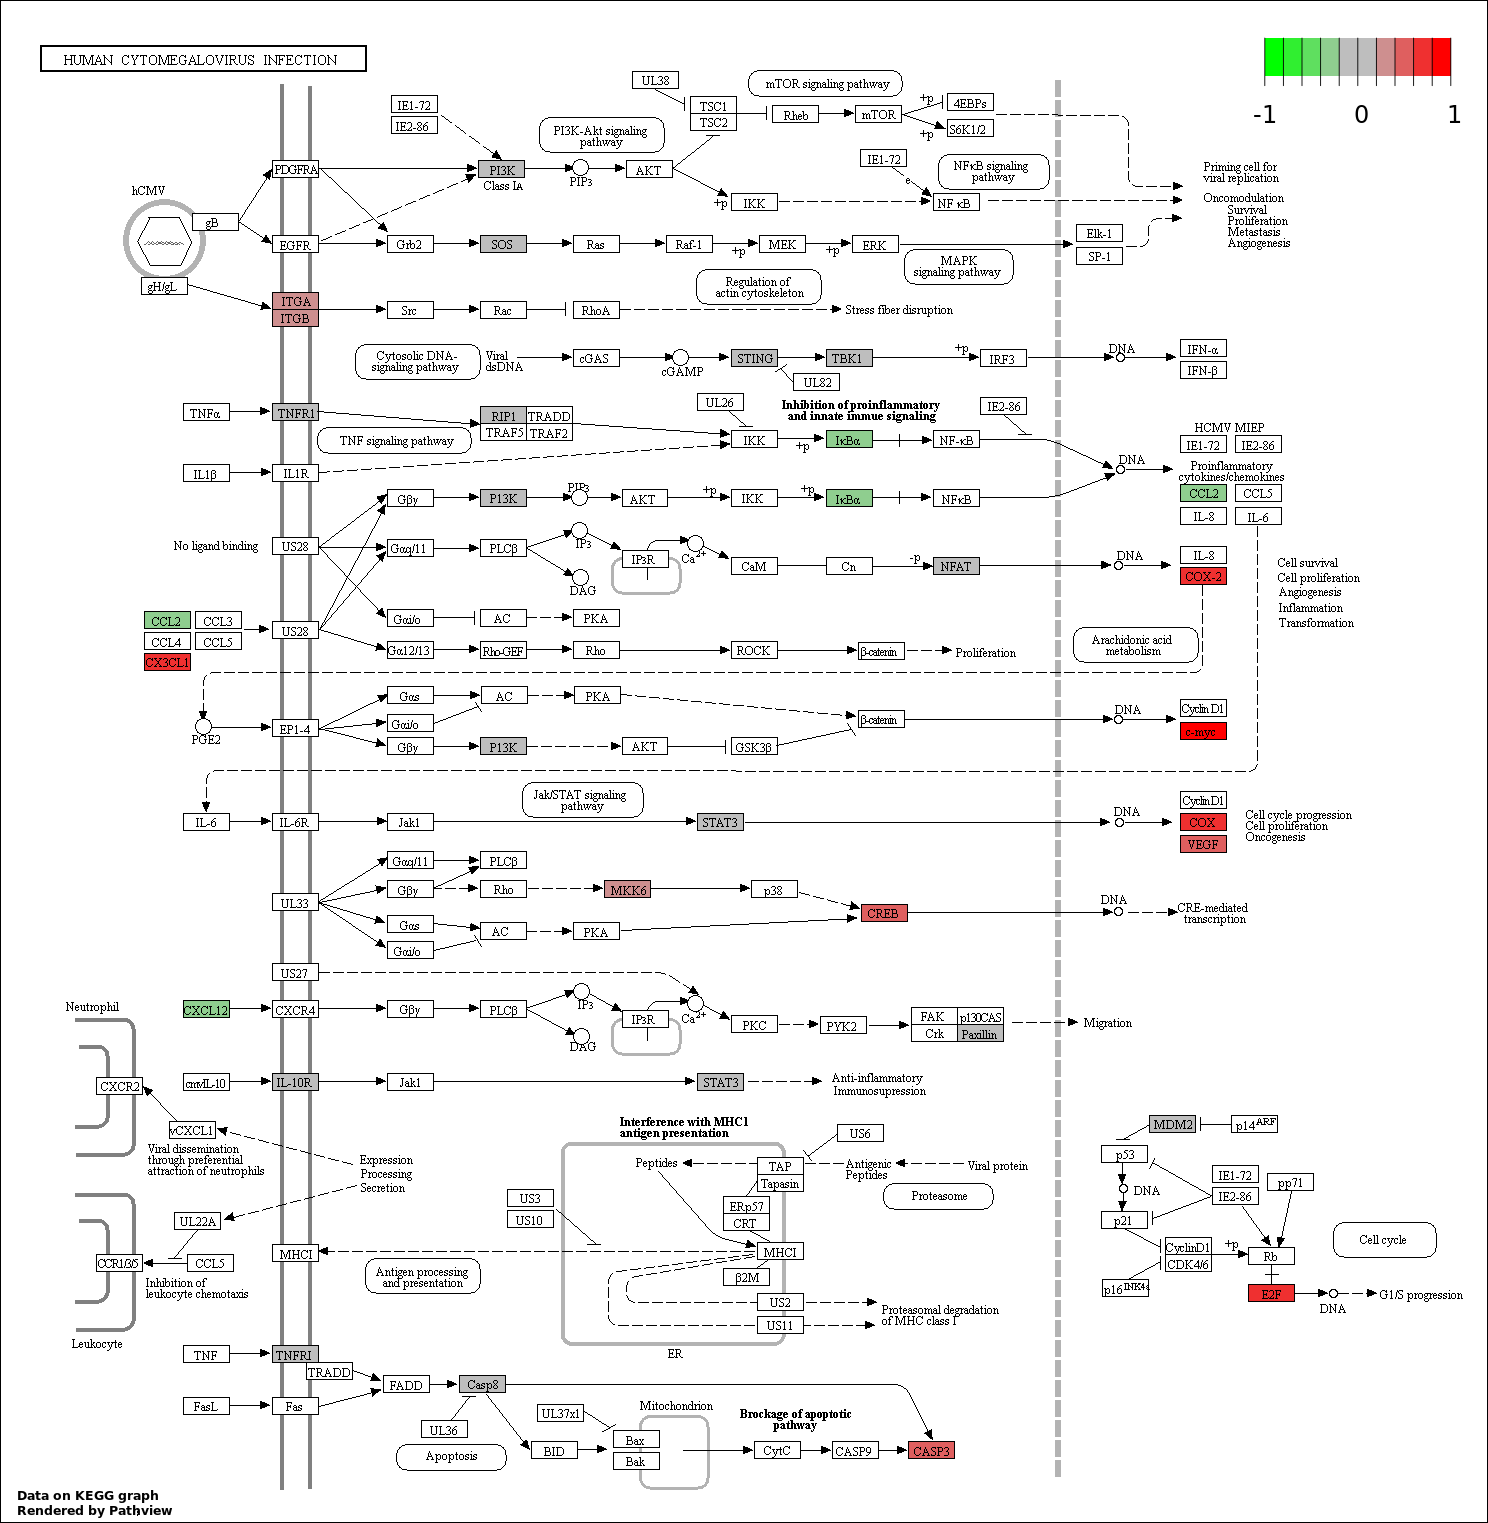 HUMAN CYTOMEGALOVIRUS INFECTION
-1 0 1
UL38
mTOR signaling pathway
IE1-72
IE2-86
TSC1
TSC2
Rheb
mTOR
+p
+p
4EBPs
S6K1/2
PI3K-Akt signaling
pathway
PDGFRA
PI3K
Class IA
PIP3
AKT
IE1-72
NFκB signaling
pathway
Priming cell for
viral replication
hCMV
gB
+p
IKK
e
NFκB
Oncomodulation
Survival
Proliferation
Metastasis
Angiogenesis
EGFR
Grb2
SOS
Ras
Raf-1
+p
MEK
+p
ERK
Elk-1
SP-1
MAPK
signaling pathway
gH/gL
Regulation of
actin cytoskeleton
ITGA
ITGB
Src
Rac
RhoA
Stress fiber disruption
Cytosolic DNA-
signaling pathway
Viral
dsDNA
cGAS
cGAMP
STING
TBK1
+p
IRF3
DNA
IFN-α
IFN-β
UL82
TNFα
TNFR1
RIP1
TRADD
TRAF5
TRAF2
UL26
Inhibition of proinflammatory
and innate immue signaling
IE2-86
TNF signaling pathway
IKK
+p
IκBα
NF-κB
HCMV MIEP
IE1-72
IE2-86
IL1β
IL1R
DNA
Proinflammatory
cytokines/chemokines
Gβγ
P13K
PIP3
AKT
+p
IKK
+p
IκBα
NFκB
CCL2
CCL5
IL-8
IL-6
No ligand binding
US28
Gαq/11
PLCβ
IP3
DAG
IP3R
Ca2+
CaM
Cn
-p
NFAT
DNA
IL-8
COX-2
Cell survival
Cell proliferation
Angiogenesis
Inflammation
Transformation
CCL2
CCL3
CCL4
CCL5
CX3CL1
US28
Gαi/o
AC
PKA
Gα12/13
Rho-GEF
Rho
ROCK
β-catenin
Proliferation
Arachidonic acid
metabolism
Gαs
AC
PKA
PGE2
EP1-4
Gαi/o
β-catenin
DNA
Cyclin D1
c-myc
Gβγ
P13K
AKT
GSK3β
Jak/STAT signaling
pathway
IL-6
IL-6R
Jak1
STAT3
DNA
Cyclin D1
COX
VEGF
Cell cycle progression
Cell proliferation
Oncogenesis
Gαq/11
PLCβ
UL33
Gβγ
Rho
MKK6
p38
CREB
DNA
CRE-mediated
transcription
Gαs
AC
PKA
Gαi/o
US27
CXCL12
CXCR4
Gβγ
PLCβ
IP3
DAG
IP3R
Ca2+
PKC
PYK2
FAK
p130CAS
Crk
Paxillin
Migration
Neutrophil
CXCR2
cmvIL-10
IL-10R
Jak1
STAT3
Anti-inflammatory
Immunosupression
vCXCL1
Viral dissemination
through preferential
attraction of neutrophils
Expression
Processing
Secretion
Interference with MHC1
antigen presentation
US6
Peptides
TAP
Tapasin
Antigenic
Peptides
Viral protein
Proteasome
US3
US10
ERp57
CRT
UL22A
MHCI
MHCI
CCR1/3/5
CCL5
Inhibition of
leukocyte chemotaxis
Antigen processing
and presentation
β2M
US2
US11
Proteasomal degradation
of MHC class I
ER
Leukocyte
MDM2
p14ARF
p53
DNA
IE1-72
IE2-86
pp71
p21
CyclinD1
CDK4/6
+p
Rb
p16INK4a
E2F
DNA
G1/S progression
Cell cycle
TNF
TNFRI
TRADD
FADD
Casp8
FasL
Fas
UL36
Apoptosis
UL37x1
Mitochondrion
Brockage of apoptotic
pathway
BID
Bax
Bak
CytC
CASP9
CASP3
Data on KEGG graph
Rendered by Pathview